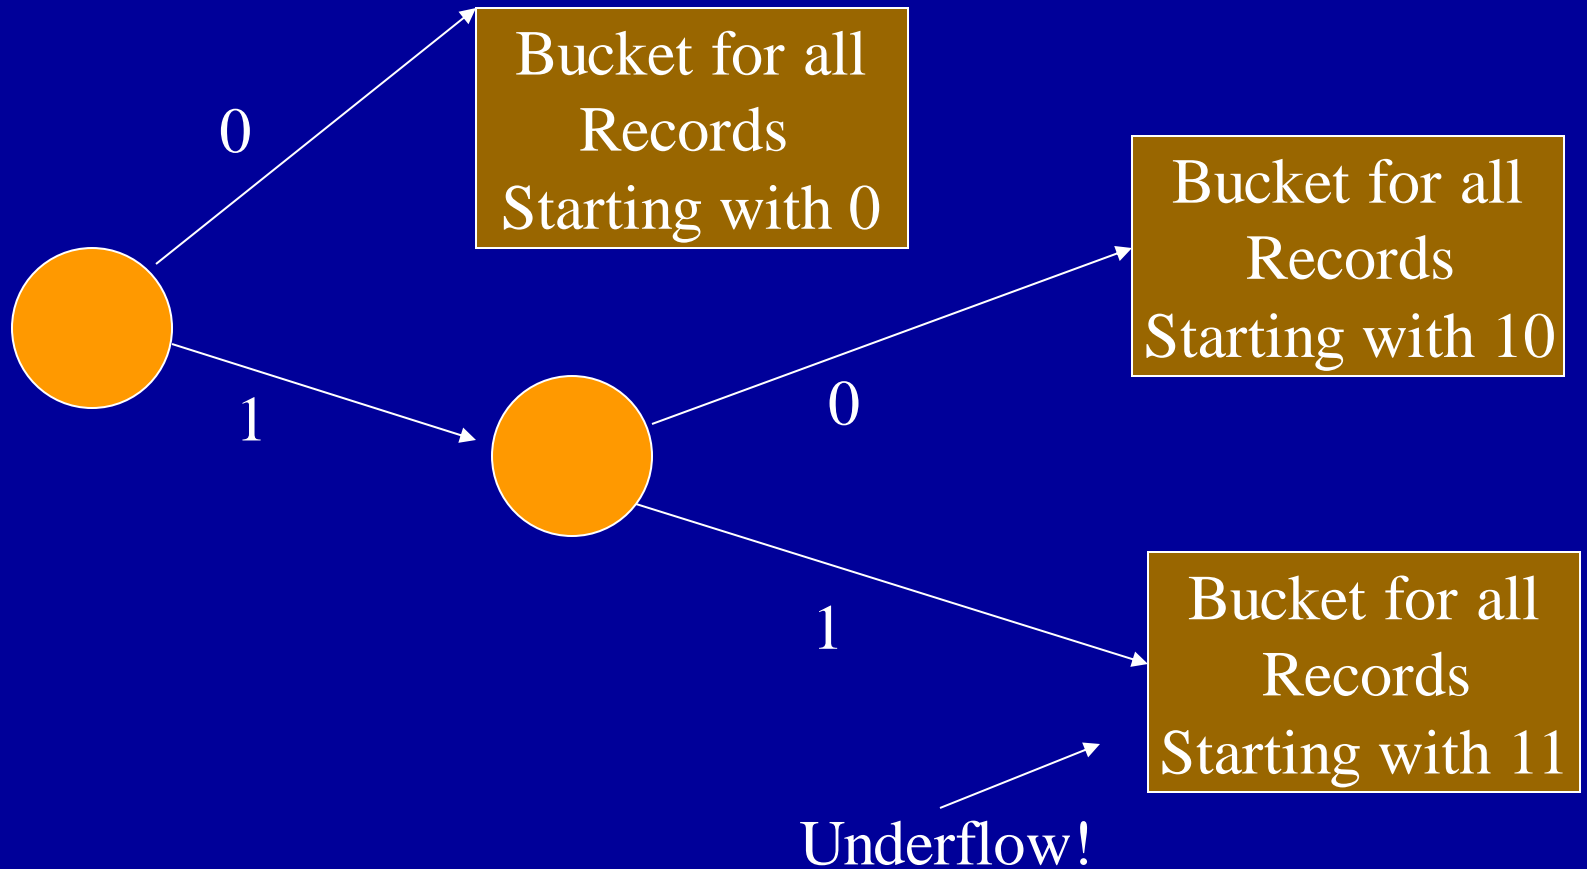 Bucket for all
Records
Starting with 0
0
Bucket for all
Records
Starting with 10
1
0
Bucket for all
Records
Starting with 11
1
Underflow!